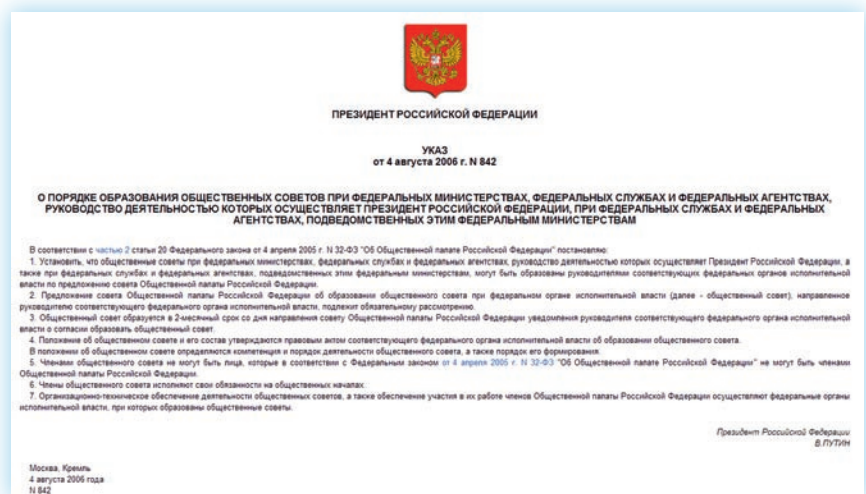 ПРЕЗИДЕНТ РОССИЙСКОЙ ФЕДЕРАЦИИ
УКАЗ
от 4 августа 2006 г. N 842
О ПОРЯДКЕ ОБРАЗОВАНИЯ ОБЩЕСТВЕННЫХ СОВЕТОВ ПРИ ФЕДЕРАЛЬНЫХ МИНИСТЕРСТВАХ, ФЕДЕРАЛЬНЫХ СЛУЖБАХ И ФЕДЕРАЛЬНЫХ АГЕНТСТВАХ,
РУКОВОДСТВО ДЕЯТЕЛЬНОСТЬЮ КОТОРЫХ ОСУЩЕСТВЛЯЕТ ПРЕЗИДЕНТ РОССИЙСКОЙ ФЕДЕРАЦИИ, ПРИ ФЕДЕРАЛЬНЫХ СЛУЖБАХ И ФЕДЕРАЛЬНЫХ
АГЕНТСТВАХ, ПОДВЕДОМСТВЕННЫХ ЭТИМ ФЕДЕРАЛЬНЫМ МИНИСТЕРСТВАМ
В соответствии с частью 2 статьи 20 Федерального закона от 4 апреля 2005 г. N 32-ФЗ "Об Общественной палате Российской Федерации" постановляю:
1. Установить, что общественные советы при федеральных министерствах, федеральных службах и федеральных агентствах, руководство деятельностью которых осуществляет Президент Российской Федерации, а
также при федеральных службах и федеральных агентствах, подведомственных этим федеральным министерствам, могут быть образованы руководителями соответствующих федеральных органов исполнительной
власти по предложению совета Общественной палаты Российской Федерации.
2. Предложение совета Общественной палаты Российской Федерации об образовании общественного совета при федеральном органе исполнительной власти (далее - общественный совет), направленное
руководителю соответствующего федерального органа исполнительной власти, подлежит обязательному рассмотрению.
3. Общественный совет образуется в 2-месячный срок со дня направления совету Общественной палаты Российской Федерации уведомления руководителя соответствующего федерального органа исполнительной
власти о согласии образовать общественный совет.
4. Положение об общественном совете и его состав утверждаются правовым актом соответствующего федерального органа исполнительной власти об образовании общественного совета.
В положении об общественном совете определяются компетенция и порядок деятельности общественного совета, а также порядок его формирования.
5. Членами общественного совета не могут быть лица, которые в соответствии с Федеральным законом от 4 апреля 2005 г. N 32-ФЗ "Об Общественной палате Российской Федерации" не могут быть членами
Общественной палаты Российской Федерации.
6. Члены общественного совета исполняют свои обязанности на общественных началах.
7. Организационно-техническое обеспечение деятельности общественных советов, а также обеспечение участия в их работе членов Общественной палаты Российской Федерации осуществляют федеральные органы
исполнительной власти, при которых образованы общественные советы.
Президент Российской Федерации
В.ПУТИН
Москва, Кремль
4 августа 2006 года
N 842